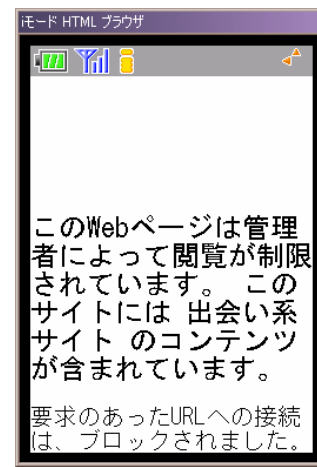 iモード HTML ブラウザ
このWebページは管理
者によって閲覧が制限
されています。 この
サイトには 出会い系
サイト のコンテンツ
が含まれています。
要求のあったURLへの接続
は、ブロックされました。